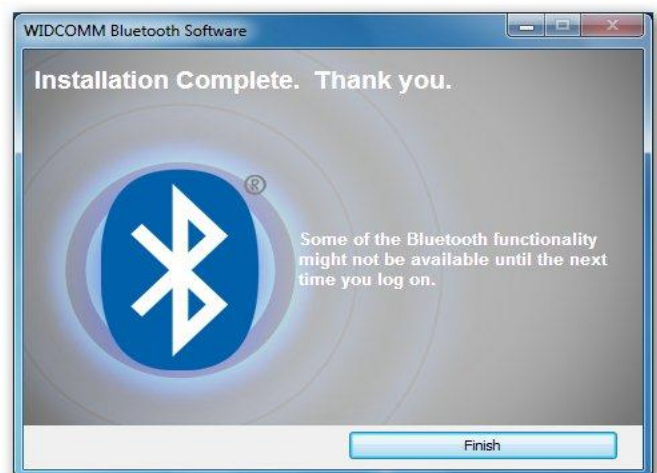 WIDCOMM Bluetooth Software
Installation Complete.  Thank you.
®
Some of the Bluetooth functionality
might not be available until the next
time you log on.
Finish